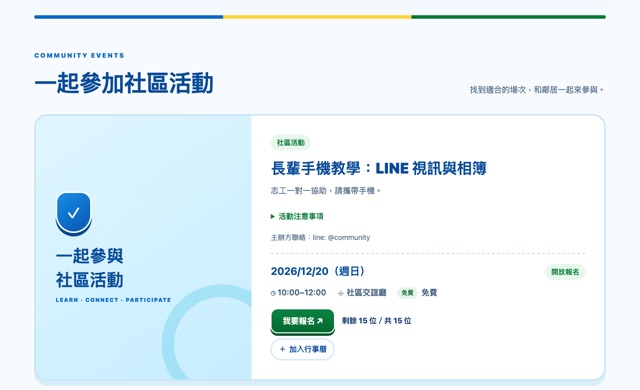 COMMUNITY EVENTS
一起參加社區活動
找到適合的場次，和鄰居一起來參與。
社區活動
長輩手機教學：LINE 視訊與相簿
志工一對一協助，請攜帶手機。
▶ 活動注意事項
主辦方聯絡：line: @community
一起參與
社區活動
LEARN · CONNECT · PARTICIPATE
2026/12/20（週日）
開放報名
10:00–12:00 社區交誼廳 免費 免費
我要報名 ↗ 剩餘 15 位 / 共 15 位
＋ 加入行事曆